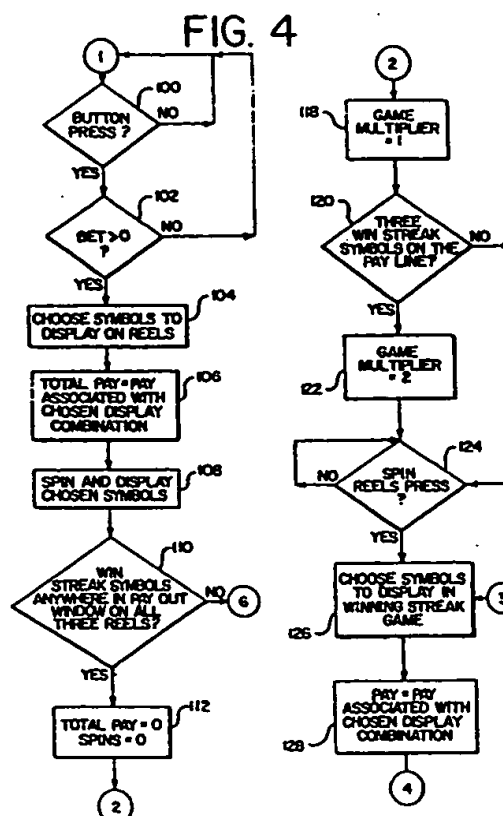 FIG. 4
1
100
BUTTON
PRESS ?
NO
YES
102
BET>0
?
NO
YES
104
CHOOSE SYMBOLS TO
DISPLAY ON REELS
106
TOTAL PAY=PAY
ASSOCIATED WITH
CHOSEN DISPLAY
COMBINATION
108
SPIN AND DISPLAY
CHOSEN SYMBOLS
110
WIN
STREAK SYMBOLS
ANYWHERE IN PAY OUT
WINDOW ON ALL
THREE REELS?
NO
6
YES
112
TOTAL PAY = 0
SPINS = 0
2
2
118
GAME
MULTIPLIER
= 1
120
THREE
WIN STREAK
SYMBOLS ON THE
PAY LINE?
NO
YES
GAME
MULTIPLIER
= 2
122
124
SPIN
REELS PRESS
?
NO
YES
CHOOSE SYMBOLS
TO DISPLAY IN
WINNING STREAK
GAME
126
3
PAY = PAY
ASSOCIATED WITH
CHOSEN DISPLAY
COMBINATION
128
4